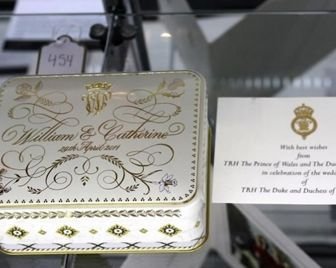 454
William & Catherine
29th April 2011
With best wishes
from
TRH The Prince of Wales and The Du
in celebration of the wedd
of
TRH The Duke and Duchess of